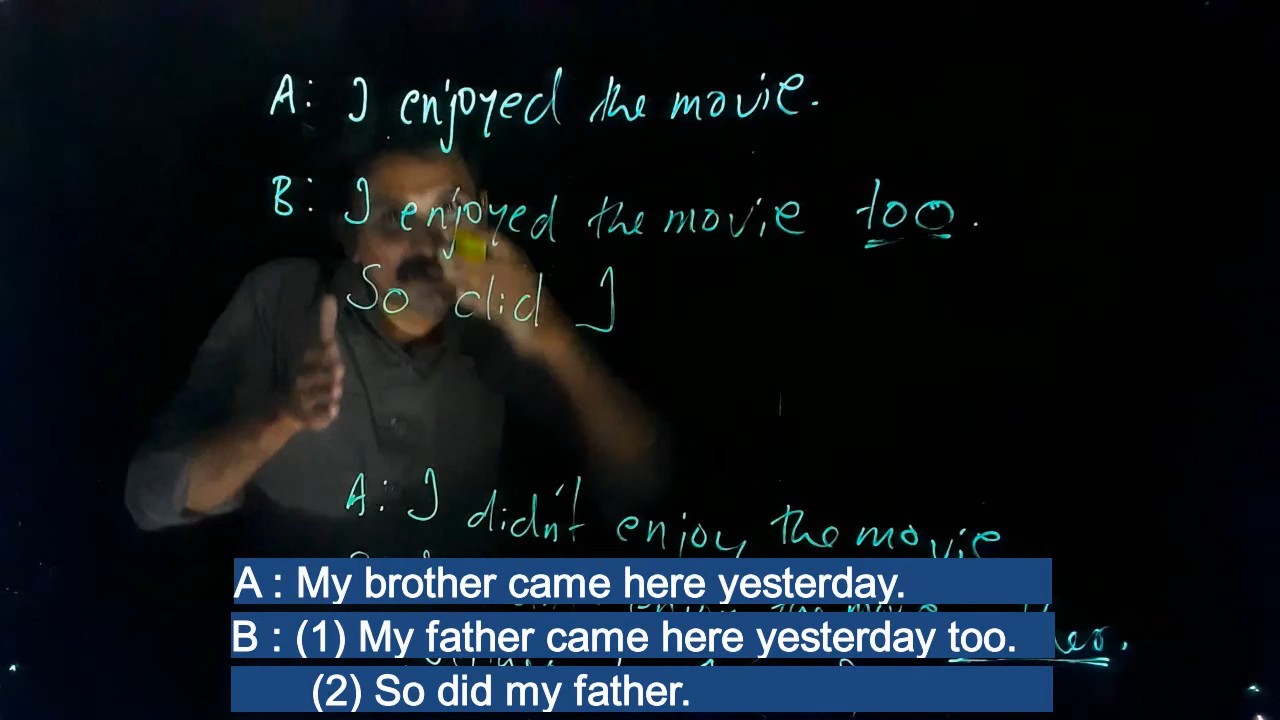 A: I enjoyed the movie.
B: I enjoyed the movie too.
So did I
A: I didn't enjoy the movie
A : My brother came here yesterday.
B : (1) My father came here yesterday too.
(2) So did my father.